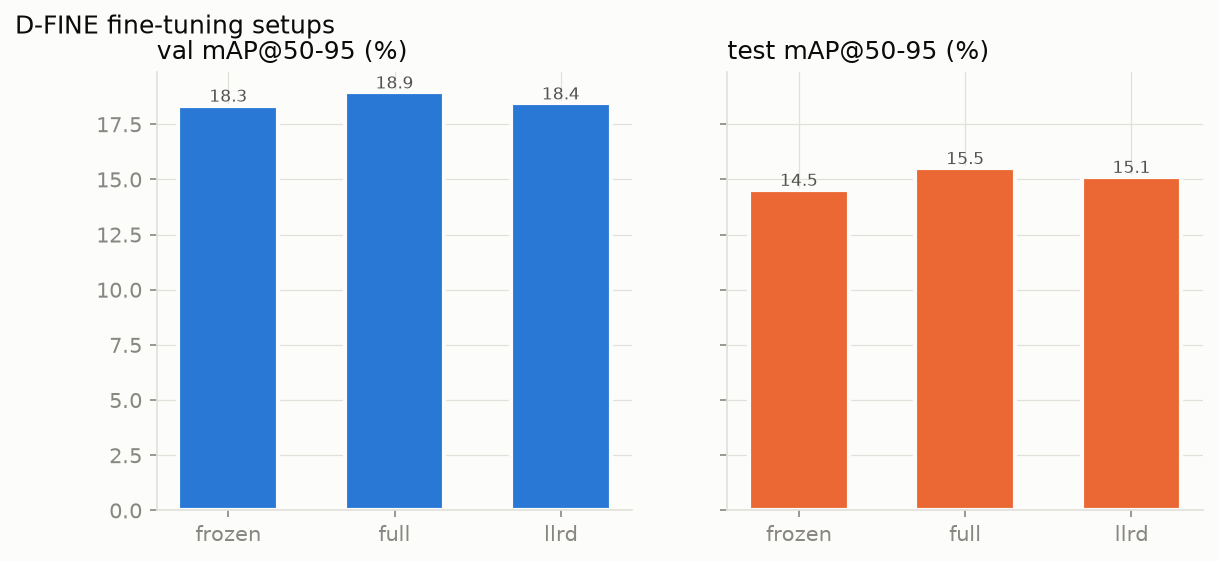 D-FINE fine-tuning setups
val mAP@50-95 (%)
test mAP@50-95 (%)
18.3
18.9
18.4
14.5
15.5
15.1
17.5
15.0
12.5
10.0
7.5
5.0
2.5
0.0
frozen
full
llrd
frozen
full
llrd